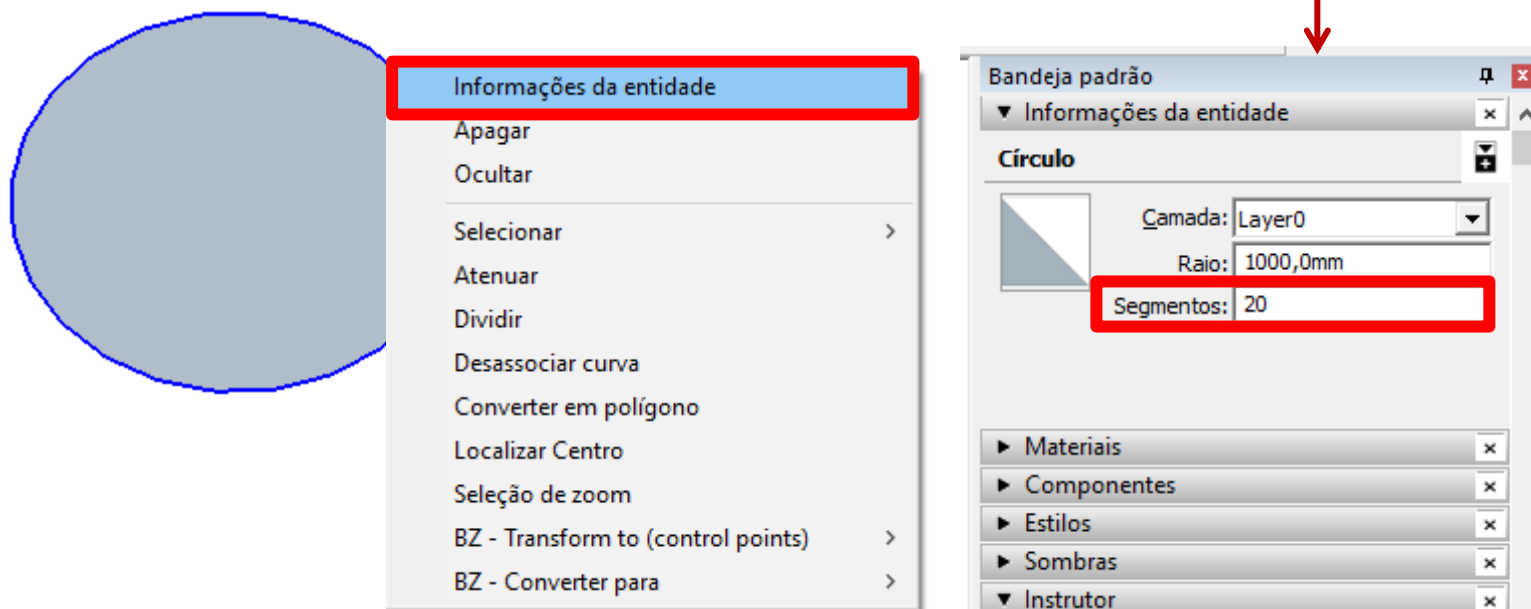 Informações da entidade
Apagar
Ocultar
Selecionar
Atenuar
Dividir
Desassociar curva
Converter em polígono
Localizar Centro
Seleção de zoom
BZ - Transform to (control points)
BZ - Converter para
Bandeja padrão
Informações da entidade
Círculo
Camada: Layer0
Raio: 1000,0mm
Segmentos: 20
Materiais
Componentes
Estilos
Sombras
Instrutor